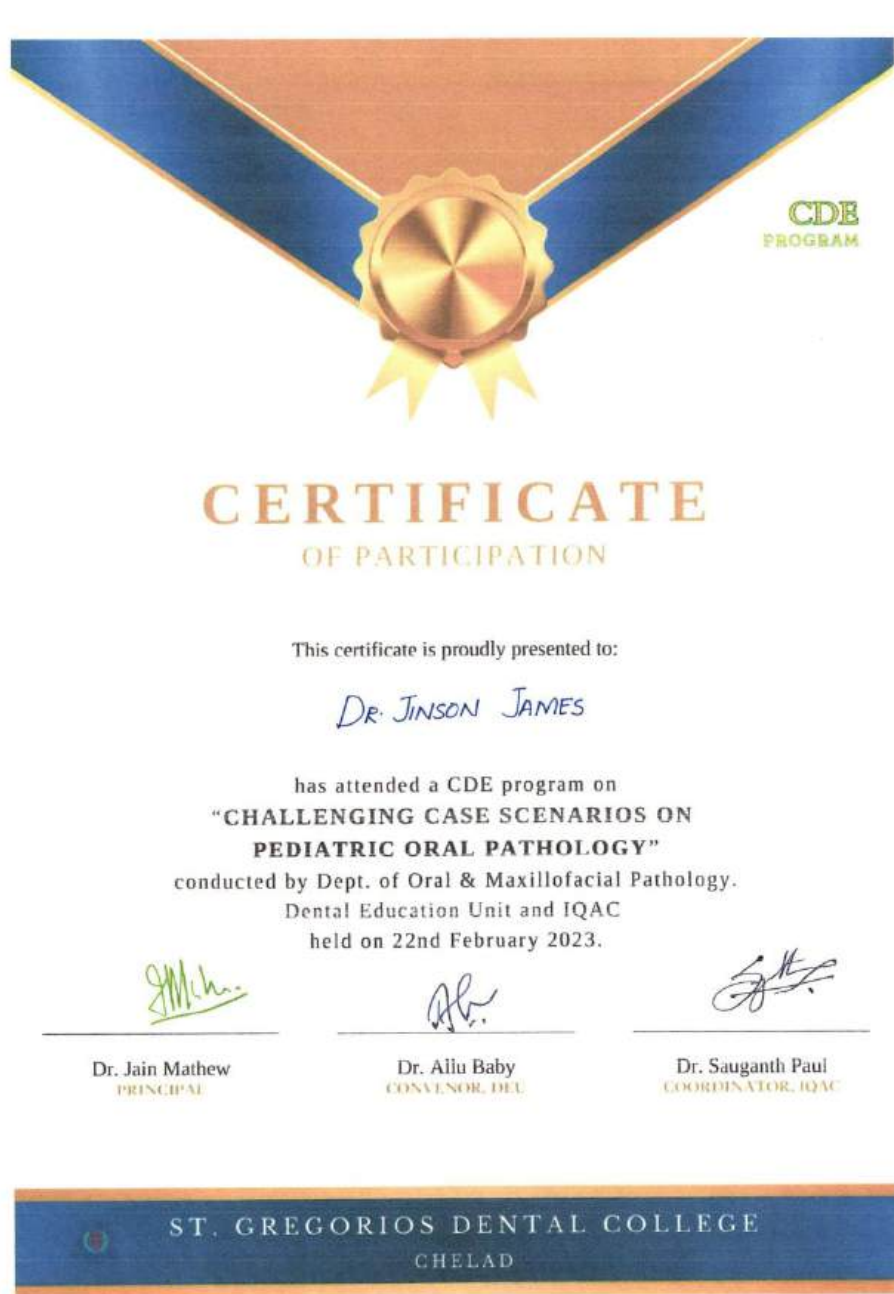 CDE
PROGRAM
CERTIFICATE
OF PARTICIPATION
This certificate is proudly presented to:
DR. JINSON JAMES
has attended a CDE program on
“CHALLENGING CASE SCENARIOS ON
PEDIATRIC ORAL PATHOLOGY”
conducted by Dept. of Oral & Maxillofacial Pathology.
Dental Education Unit and IQAC
held on 22nd February 2023.
Dr. Jain Mathew
PRINCIPAL
Dr. Allu Baby
CONVENOR, DEU
Dr. Sauganth Paul
COORDINATOR, IQAC
ST. GREGORIOS DENTAL COLLEGE
CHELAD